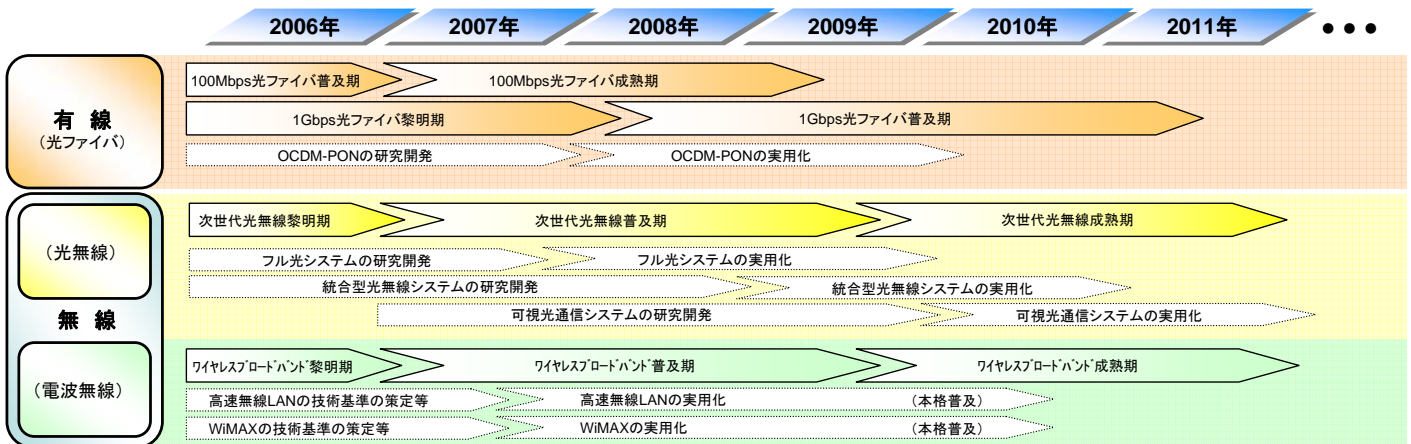 2006年 2007年 2008年 2009年 2010年 2011年 ●●●
有 線
(光ファイバ)
100Mbps光ファイバ普及期 100Mbps光ファイバ成熟期
1Gbps光ファイバ黎明期 1Gbps光ファイバ普及期
OCDM-PONの研究開発 OCDM-PONの実用化
(光無線)
次世代光無線黎明期 次世代光無線普及期 次世代光無線成熟期
フル光システムの研究開発 フル光システムの実用化
統合型光無線システムの研究開発 統合型光無線システムの実用化
可視光通信システムの研究開発 可視光通信システムの実用化
無 線
(電波無線)
ワイヤレスブロードバンド黎明期 ワイヤレスブロードバンド普及期 ワイヤレスブロードバンド成熟期
高速無線LANの技術基準の策定等 高速無線LANの実用化 (本格普及)
WiMAXの技術基準の策定等 WiMAXの実用化 (本格普及)